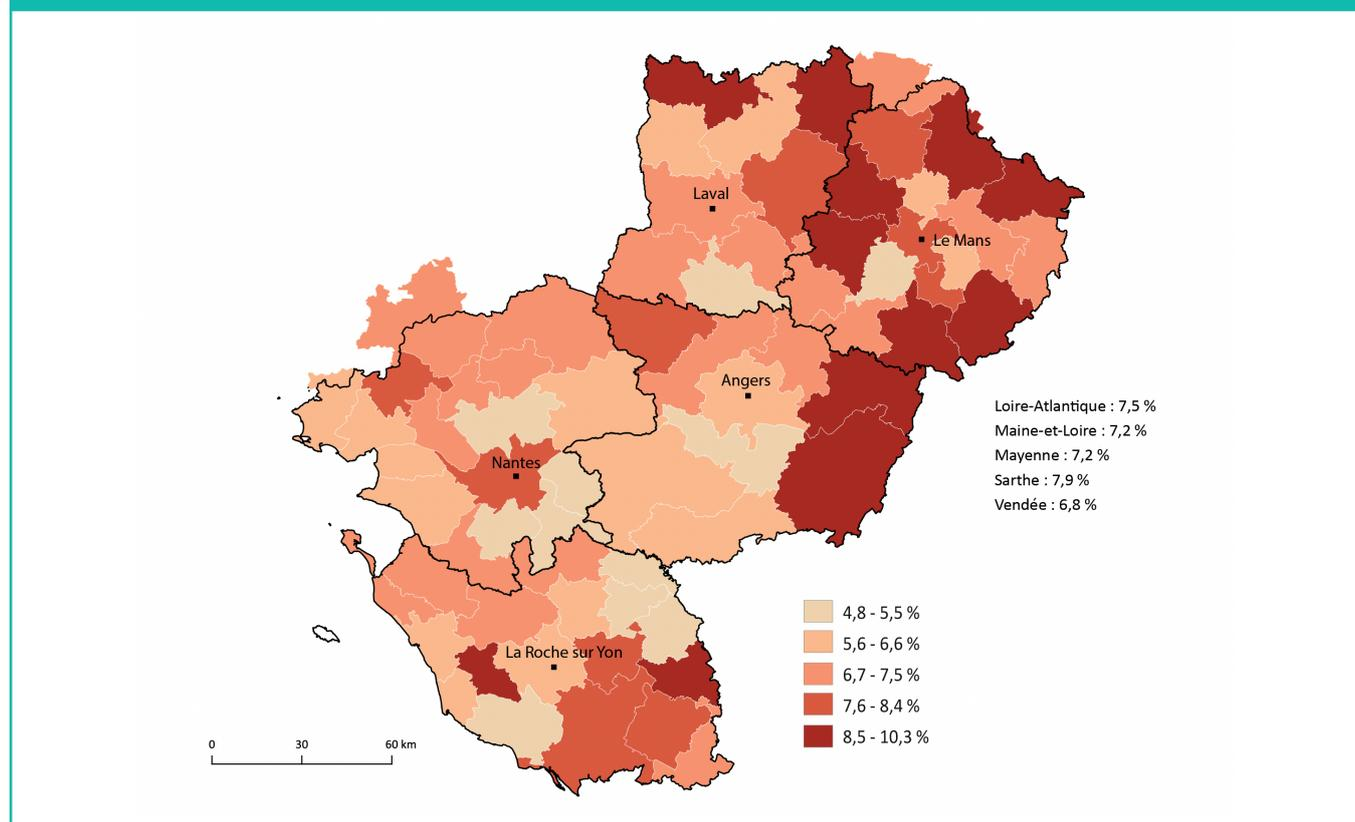 Laval
Le Mans
Angers
Loire-Atlantique : 7,5 %
Maine-et-Loire : 7,2 %
Mayenne : 7,2 %
Sarthe : 7,9 %
Vendée : 6,8 %
Nantes
4,8 - 5,5 %
5,6 - 6,6 %
La Roche sur Yon
6,7 - 7,5 %
7,6 - 8,4 %
8,5 - 10,3 %
0 30 60 km